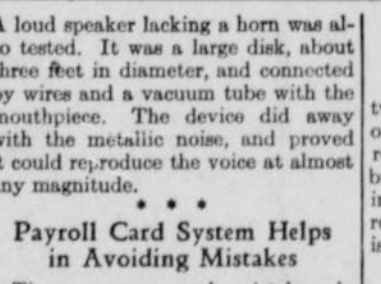 A loud speaker lacking a horn was al-
o tested. It was a large disk, about
hree feet in diameter, and connected
y wires and a vacuum tube with the
mouthpiece. The device did away
with the metallic noise, and proved
t could reproduce the voice at almost
ny magnitude.
* * *
Payroll Card System Helps
in Avoiding Mistakes